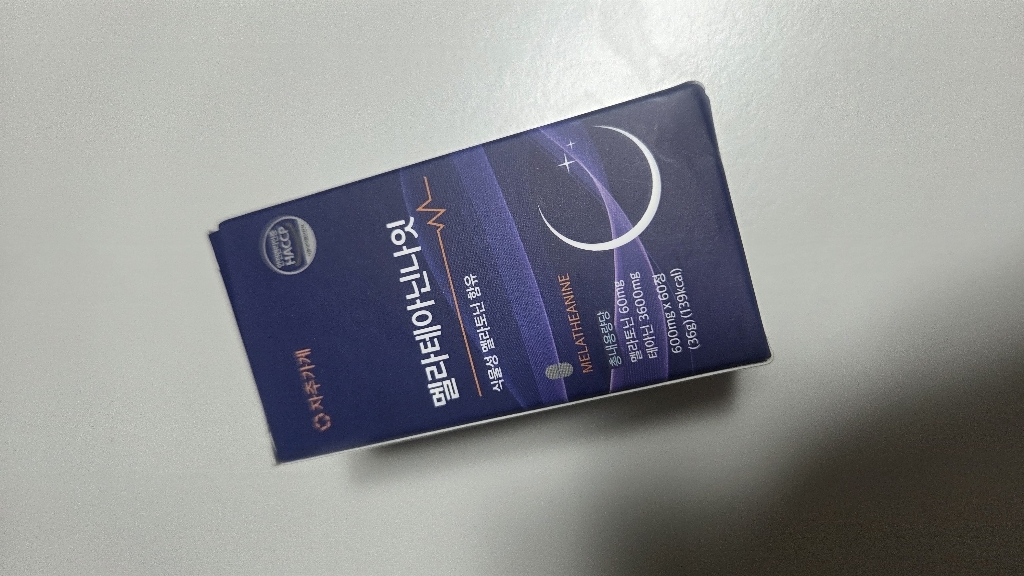 자추가게
HACCP
멜라테아닌나잇
식물성 멜라토닌 함유
MELATHEANINE
총내용량당
멜라토닌 60mg
테아닌 3600mg
600mg x 60정
(36g)(139kcal)